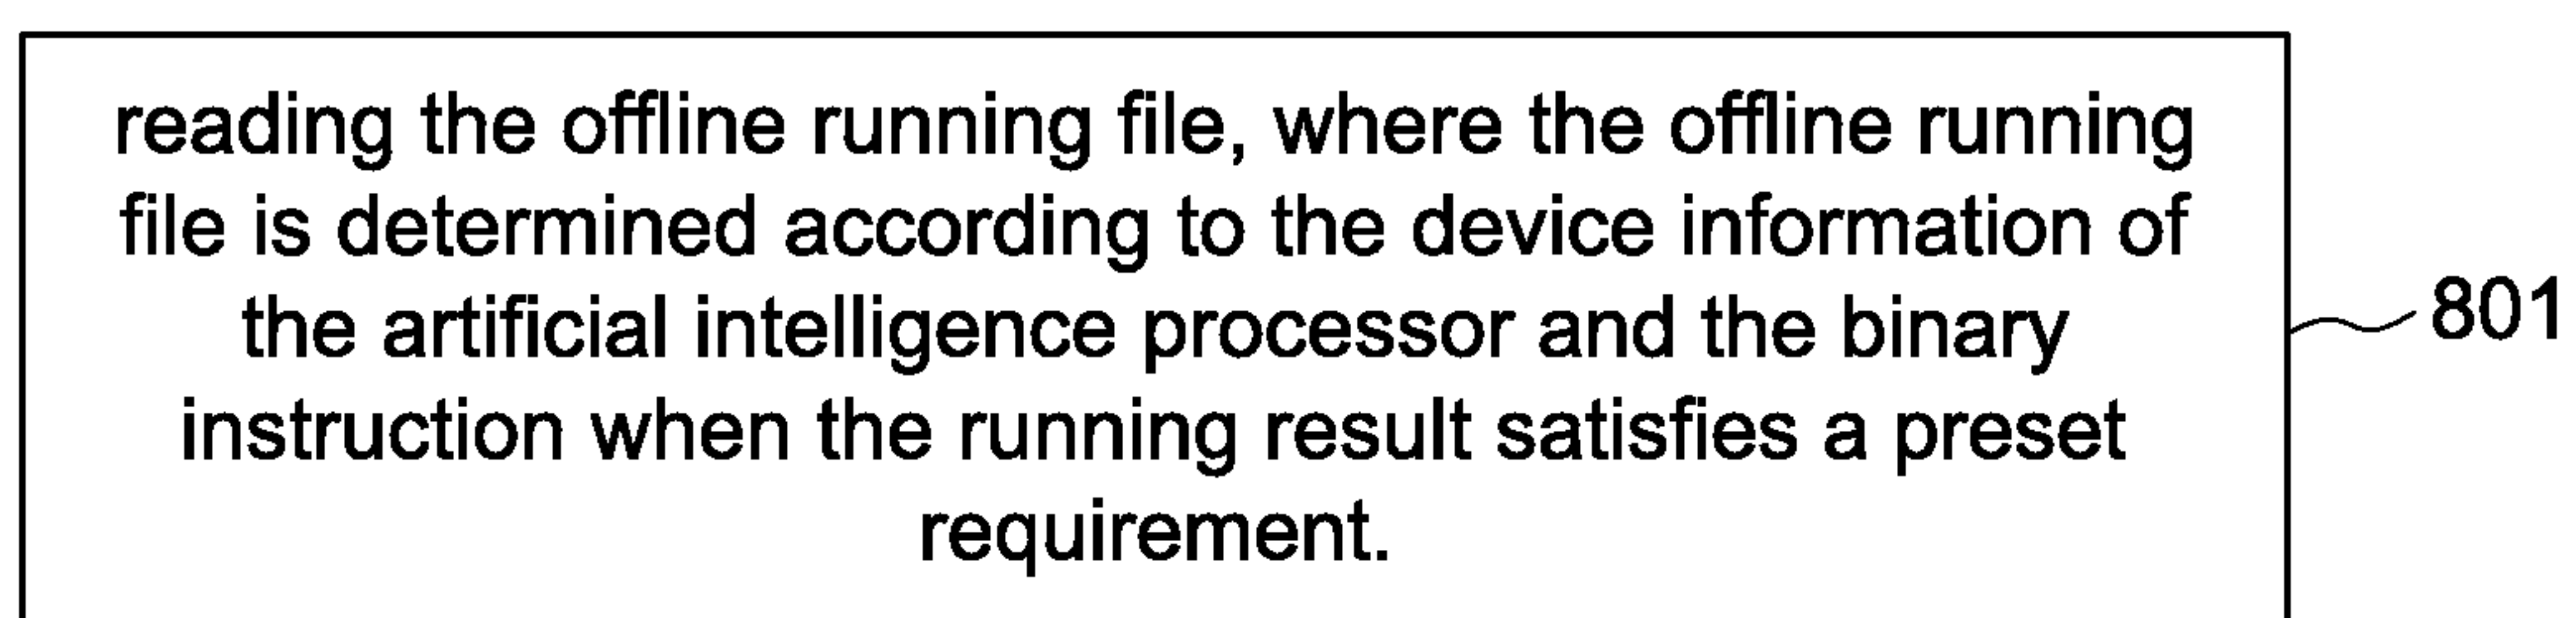 reading the offline running file, where the offline running
file is determined according to the device information of
the artificial intelligence processor and the binary
instruction when the running result satisfies a preset
requirement.
801